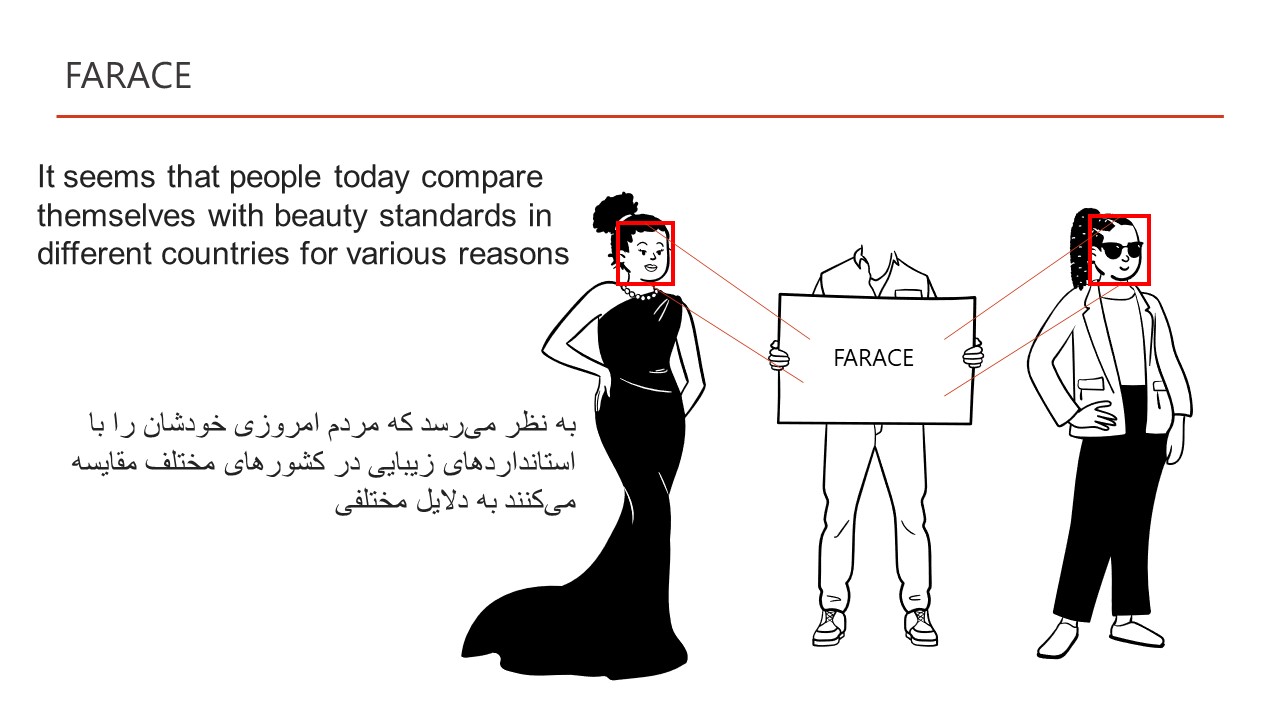 FARACE
It seems that people today compare
themselves with beauty standards in
different countries for various reasons
FARACE
به نظر می‌رسد که مردم امروزی خودشان را با
استانداردهای زیبایی در کشورهای مختلف مقایسه
می‌کنند به دلایل مختلفی